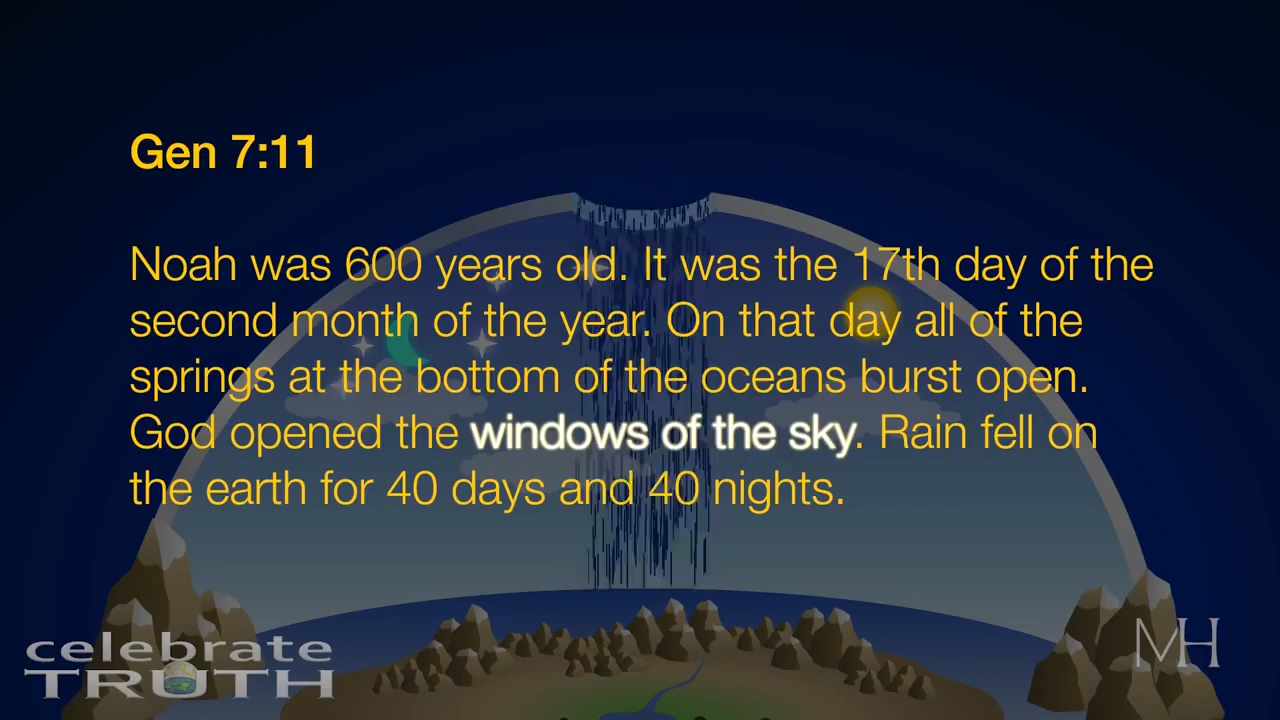 Gen 7:11
Noah was 600 years old. It was the 17th day of the
second month of the year. On that day all of the
springs at the bottom of the oceans burst open.
God opened the windows of the sky. Rain fell on
the earth for 40 days and 40 nights.
celebrate
TRUTH
MH